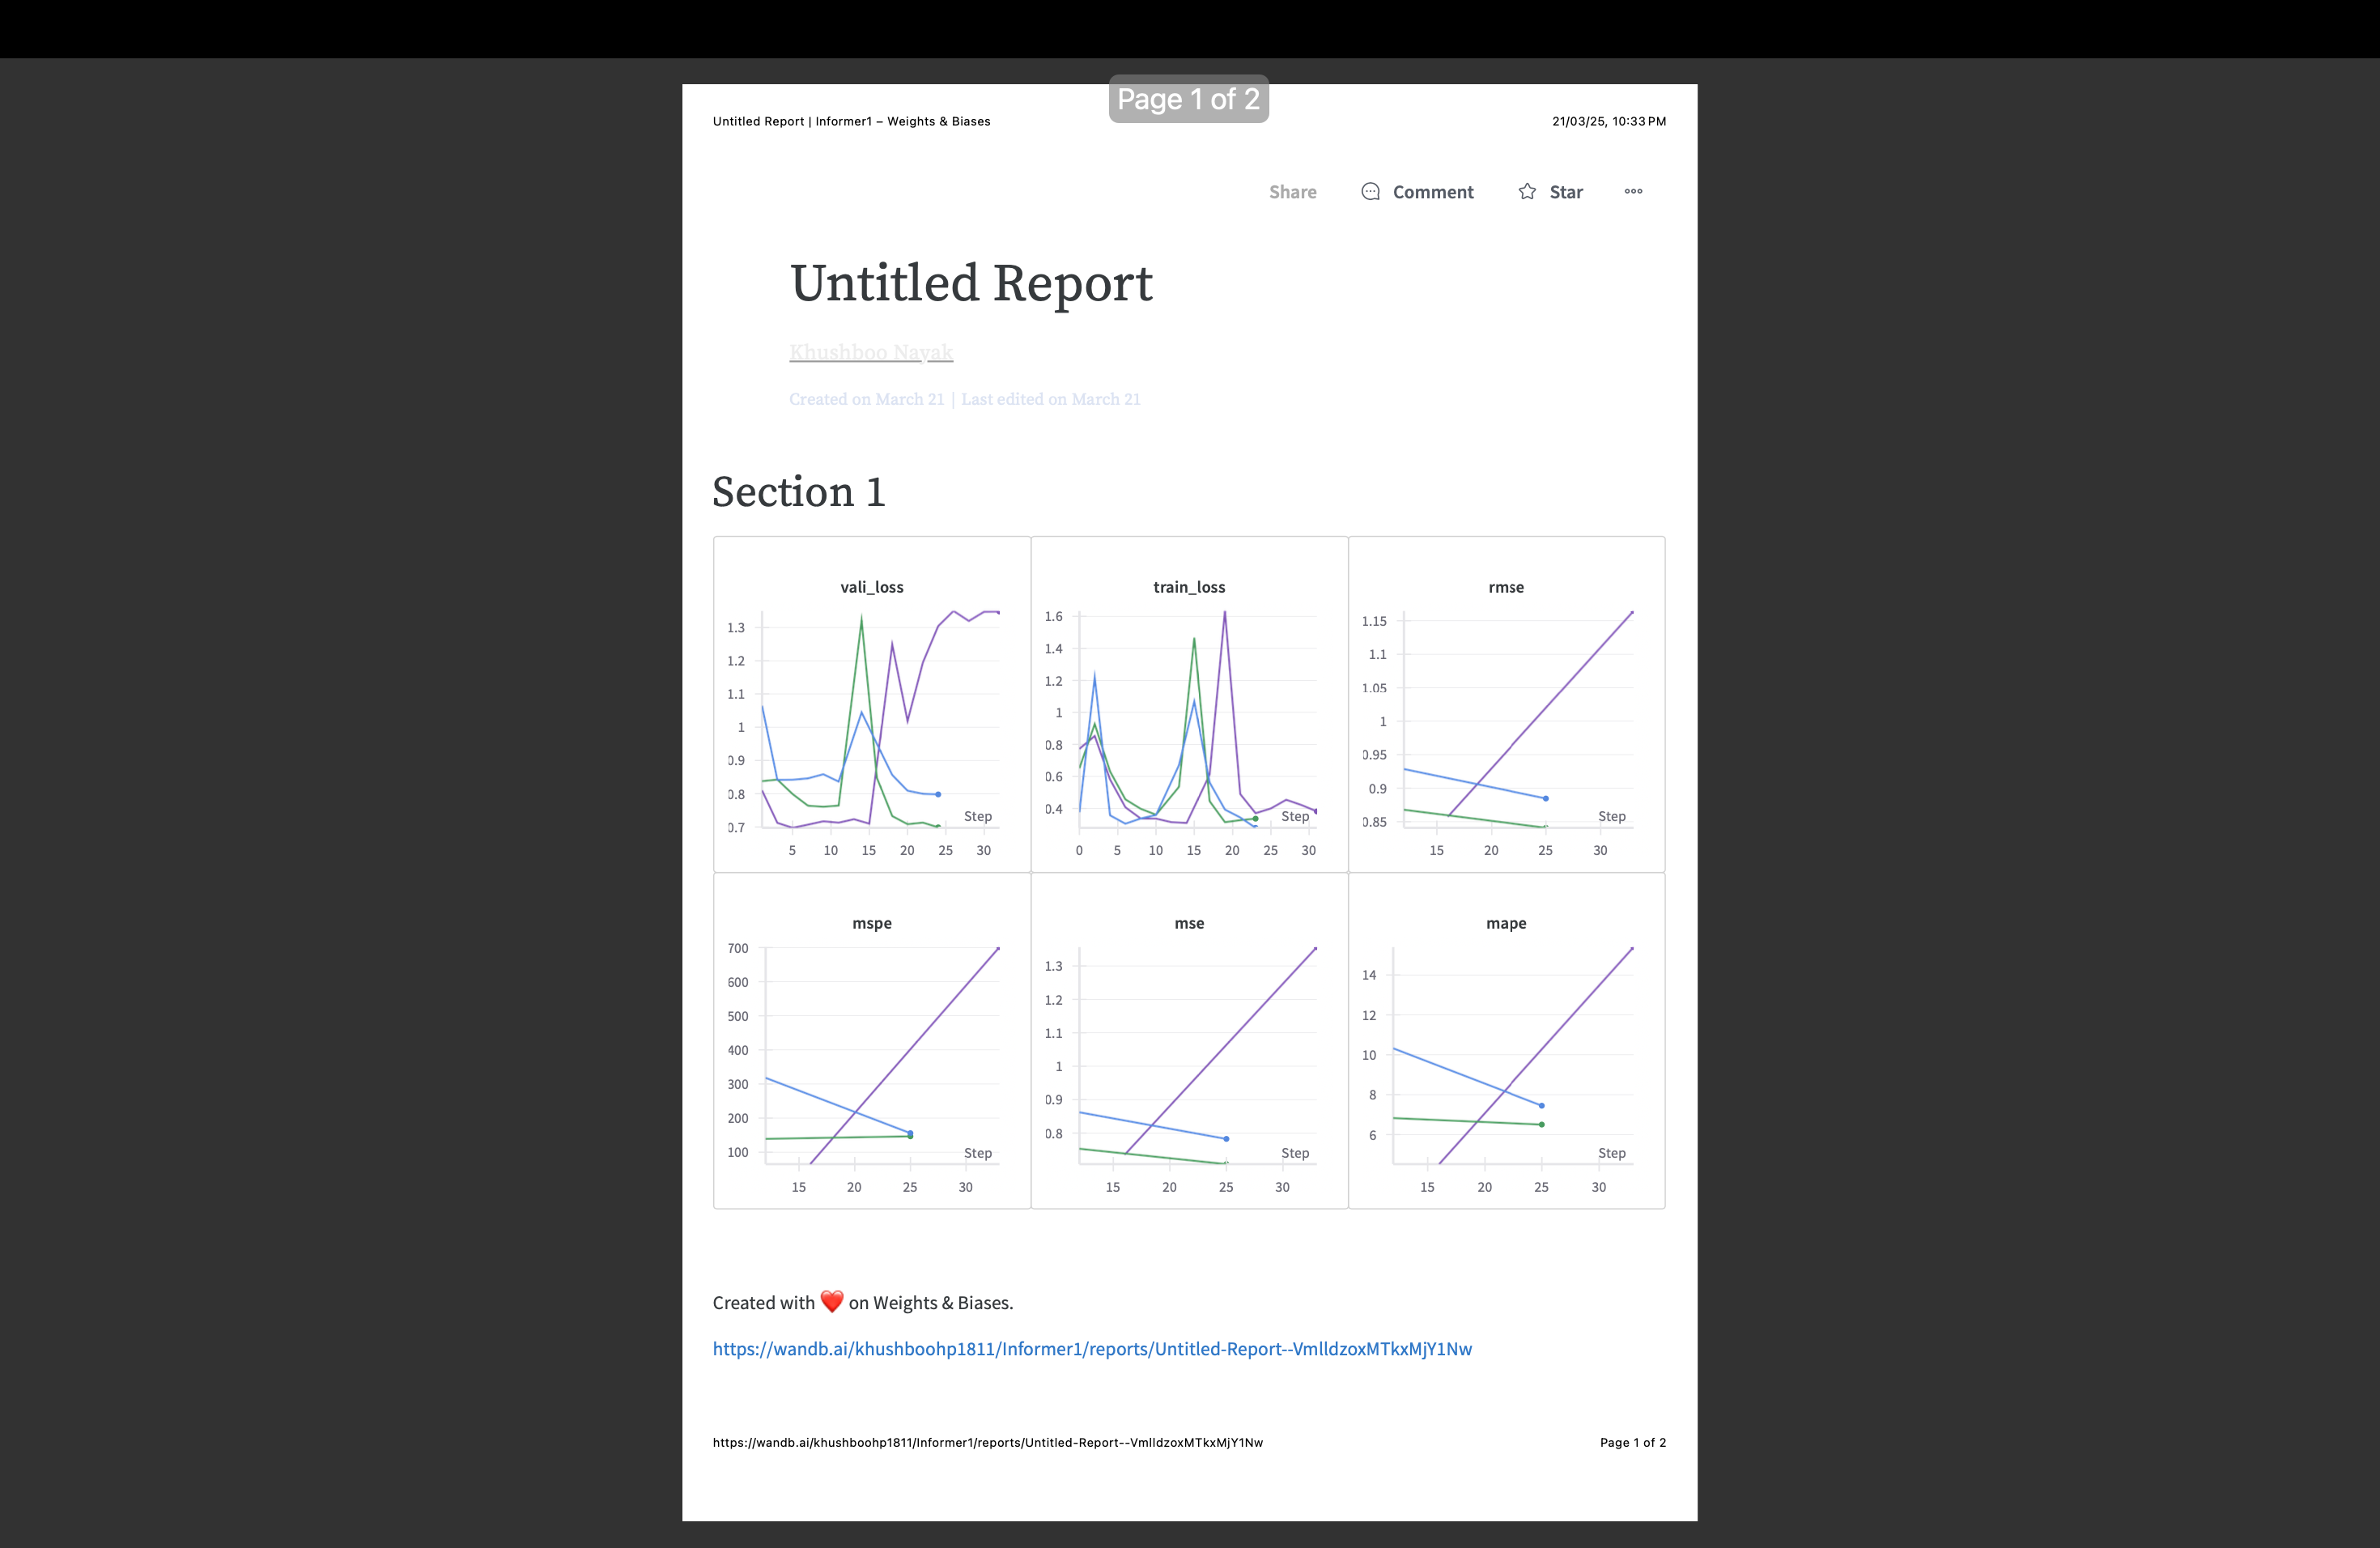 Page 1 of 2
Untitled Report | Informer1 – Weights & Biases
21/03/25, 10:33 PM
Share
Comment
Star
Untitled Report
Khushboo Nayak
Created on March 21 | Last edited on March 21
Section 1
vali_loss
1.3
1.2
1.1
1
0.9
0.8
0.7
Step
5 10 15 20 25 30
train_loss
1.6
1.4
1.2
1
0.8
0.6
0.4
Step
0 5 10 15 20 25 30
rmse
1.15
1.1
1.05
1
0.95
0.9
0.85
Step
15 20 25 30
mspe
700
600
500
400
300
200
100
Step
15 20 25 30
mse
1.3
1.2
1.1
1
0.9
0.8
Step
15 20 25 30
mape
14
12
10
8
6
Step
15 20 25 30
Created with ❤️ on Weights & Biases.
https://wandb.ai/khushboohp1811/Informer1/reports/Untitled-Report--VmlldzoxMTkxMjY1Nw
https://wandb.ai/khushboohp1811/Informer1/reports/Untitled-Report--VmlldzoxMTkxMjY1Nw
Page 1 of 2